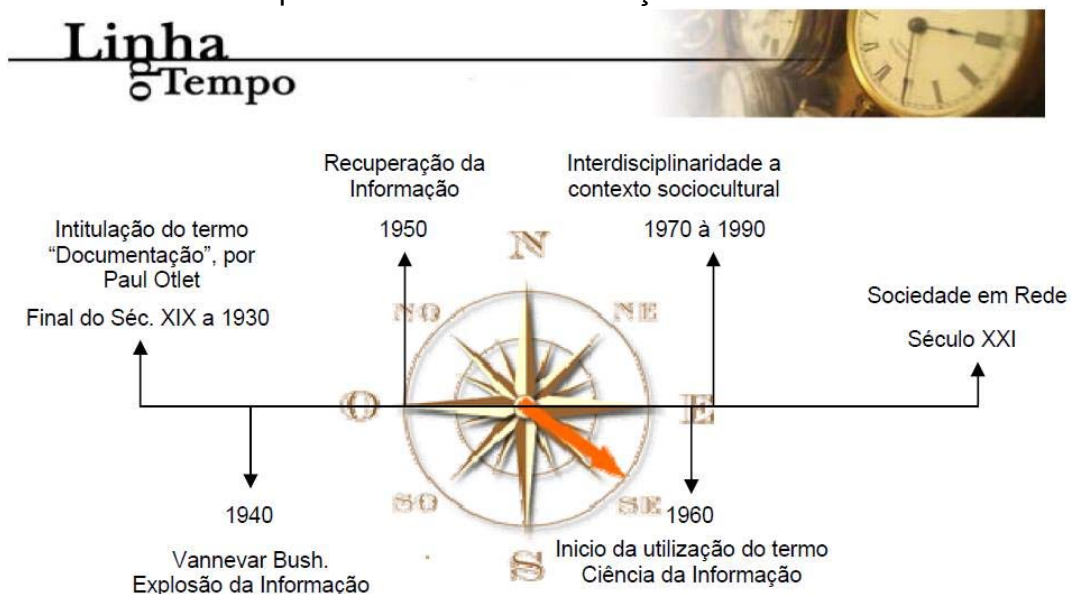 Linha
do
Tempo
Recuperação da
Informação
1950
Interdisciplinaridade a
contexto sociocultural
1970 à 1990
Intitulação do termo
“Documentação”, por
Paul Otlet
Final do Séc. XIX a 1930
Sociedade em Rede
Século XXI
N
NO
NE
O
E
SO
SE
S
1940
Vannevar Bush.
Explosão da Informação
1960
Inicio da utilização do termo
Ciência da Informação